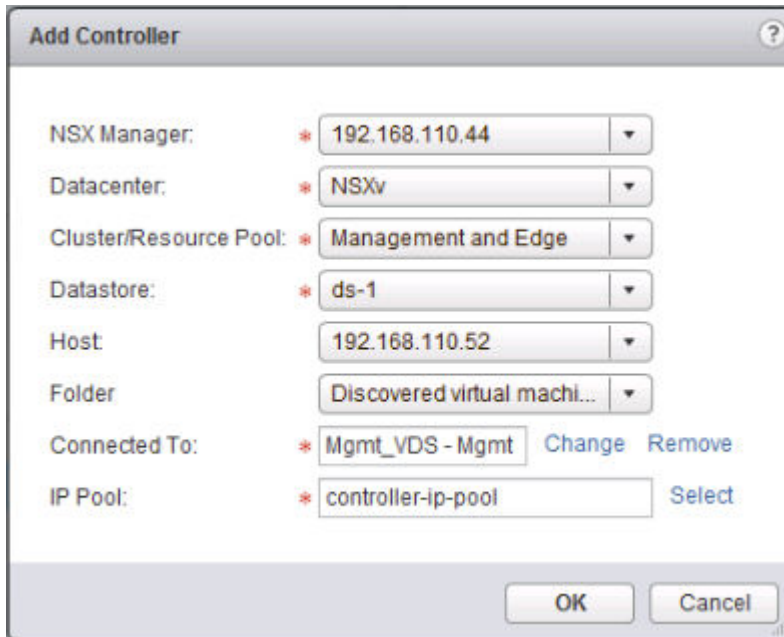 Add Controller ?
NSX Manager: * 192.168.110.44
Datacenter: * NSXv
Cluster/Resource Pool: * Management and Edge
Datastore: * ds-1
Host: 192.168.110.52
Folder Discovered virtual machi...
Connected To: * Mgmt_VDS - Mgmt Change Remove
IP Pool: * controller-ip-pool Select
OK Cancel